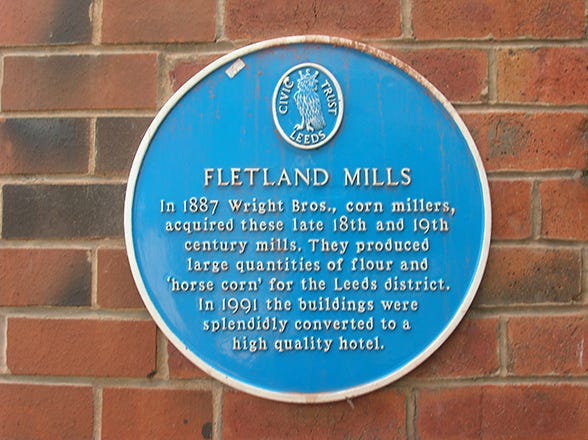 CIVIC TRUST
LEEDS
FLETLAND MILLS
In 1887 Wright Bros., corn millers,
acquired these late 18th and 19th
century mills. They produced
large quantities of flour and
'horse corn' for the Leeds district.
In 1991 the buildings were
splendidly converted to a
high quality hotel.